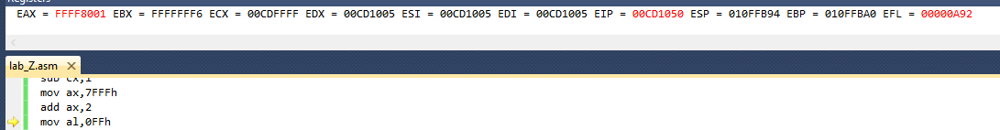 EAX = FFFF8001 EBX = FFFFFFF6 ECX = 00CDFFFF EDX = 00CD1005 ESI = 00CD1005 EDI = 00CD1005 EIP = 00CD1050 ESP = 010FFB94 EBP = 010FFBA0 EFL = 00000A92
lab_Z.asm
sub cx,1
mov ax,7FFFh
add ax,2
mov al,0FFh